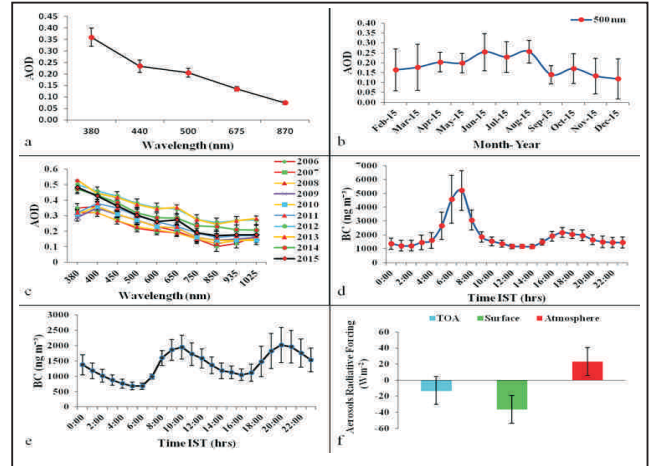 0.45
0.40
0.35
0.30
0.25
0.20
0.15
0.10
0.05
0.00
AOD
380 440 500 675 870
a
Wavelength (nm)
0.40
0.35
0.30
0.25
0.20
0.15
0.10
0.05
0.00
AOD
500 nm
Feb-15 Mar-15 Apr-15 May-15 Jun-15 Jul-15 Aug-15 Sep-15 Oct-15 Nov-15 Dec-15
b
Month- Year
0.6
0.5
0.4
0.3
0.2
0.1
0
AOD
380 400 450 500 600 650 750 850 935 1025
c
Wavelength (nm)
2006
2007
2008
2009
2010
2011
2012
2013
2014
2015
7000
6000
5000
4000
3000
2000
1000
0
BC (ng m⁻³)
0:00 2:00 4:00 6:00 8:00 10:00 12:00 14:00 16:00 18:00 20:00 22:00
d
Time IST (hrs)
3000
2500
2000
1500
1000
500
0
BC (ng m⁻³)
0:00 2:00 4:00 6:00 8:00 10:00 12:00 14:00 16:00 18:00 20:00 22:00
e
Time IST (hrs)
TOA Surface Atmosphere
60
40
20
0
-20
-40
-60
Aerosols Radiative Forcing
(Wm⁻²)
f